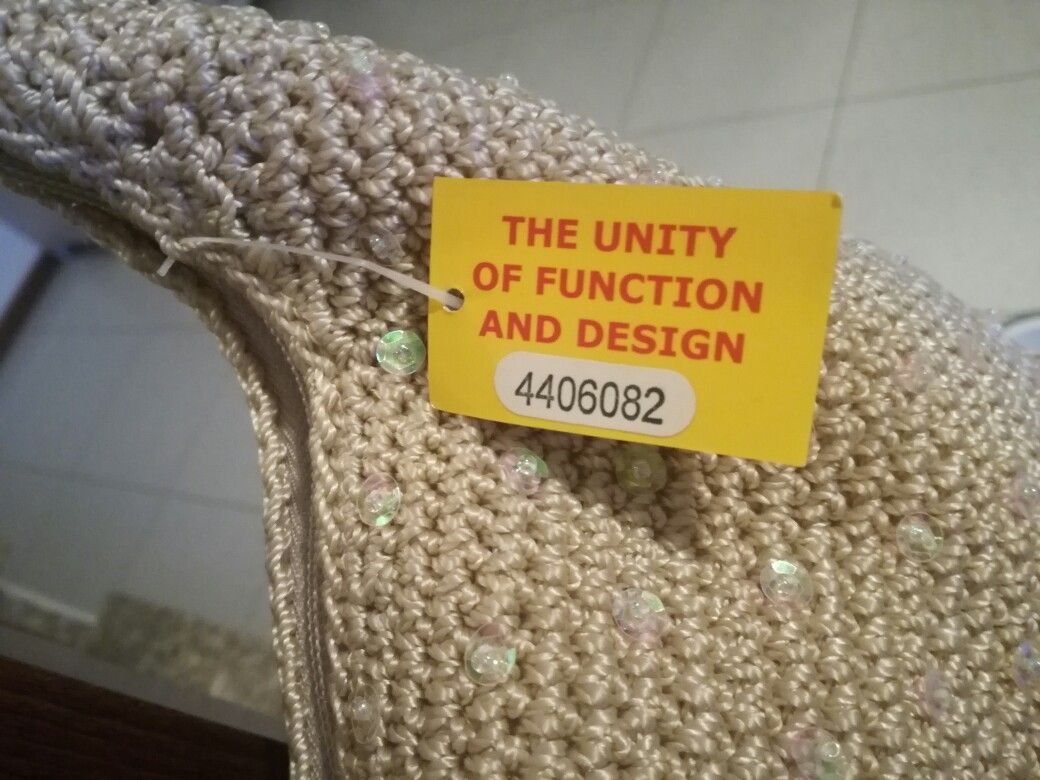 THE UNITY
OF FUNCTION
AND DESIGN
4406082